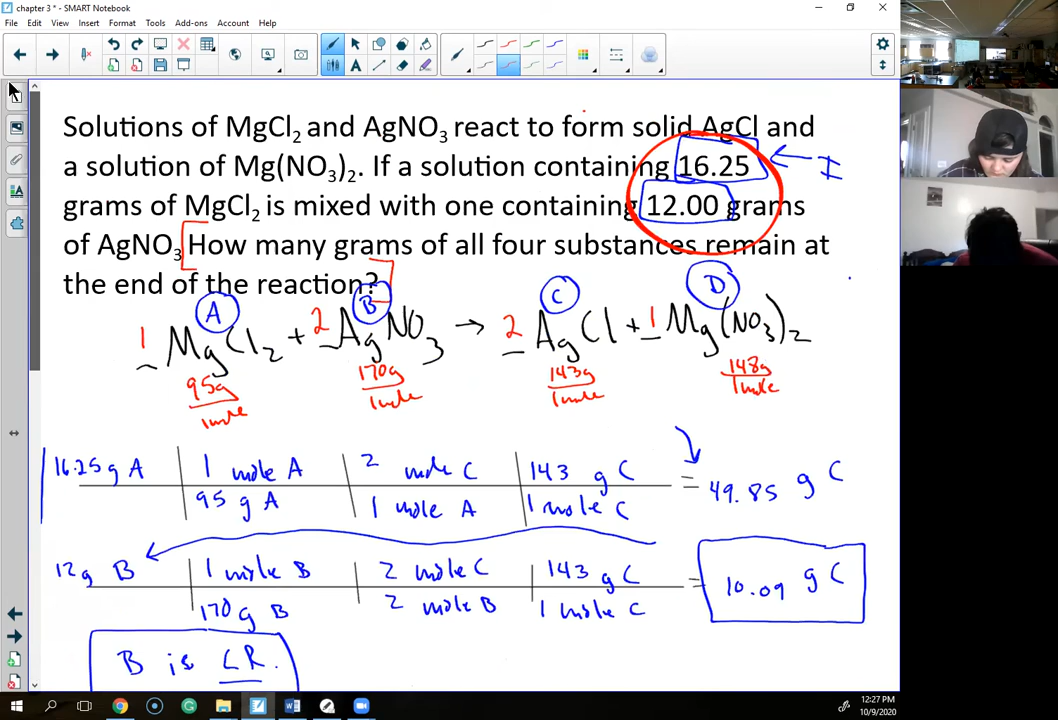 chapter 3 * - SMART Notebook
File Edit View Insert Format Tools Add-ons Account Help
Solutions of MgCl₂ and AgNO₃ react to form solid AgCl and
a solution of Mg(NO₃)₂. If a solution containing 16.25
← I
grams of MgCl₂ is mixed with one containing 12.00 grams
of AgNO₃ [How many grams of all four substances remain at
the end of the reaction?]
A B C D
1 MgCl₂ + 2 AgNO₃ → 2 AgCl + 1 Mg(NO₃)₂
95g 170g 143g 148g
1mole 1mole 1mole 1mole
16.25 g A | 1 mole A | 2 mole C | 143 g C = 49.85 g C
95 g A | 1 mole A | 1 mole C
12g B | 1 mole B | 2 mole C | 143 g C = 10.09 g C
170 g B | 2 mole B | 1 mole C
B is LR.
12:27 PM
10/9/2020